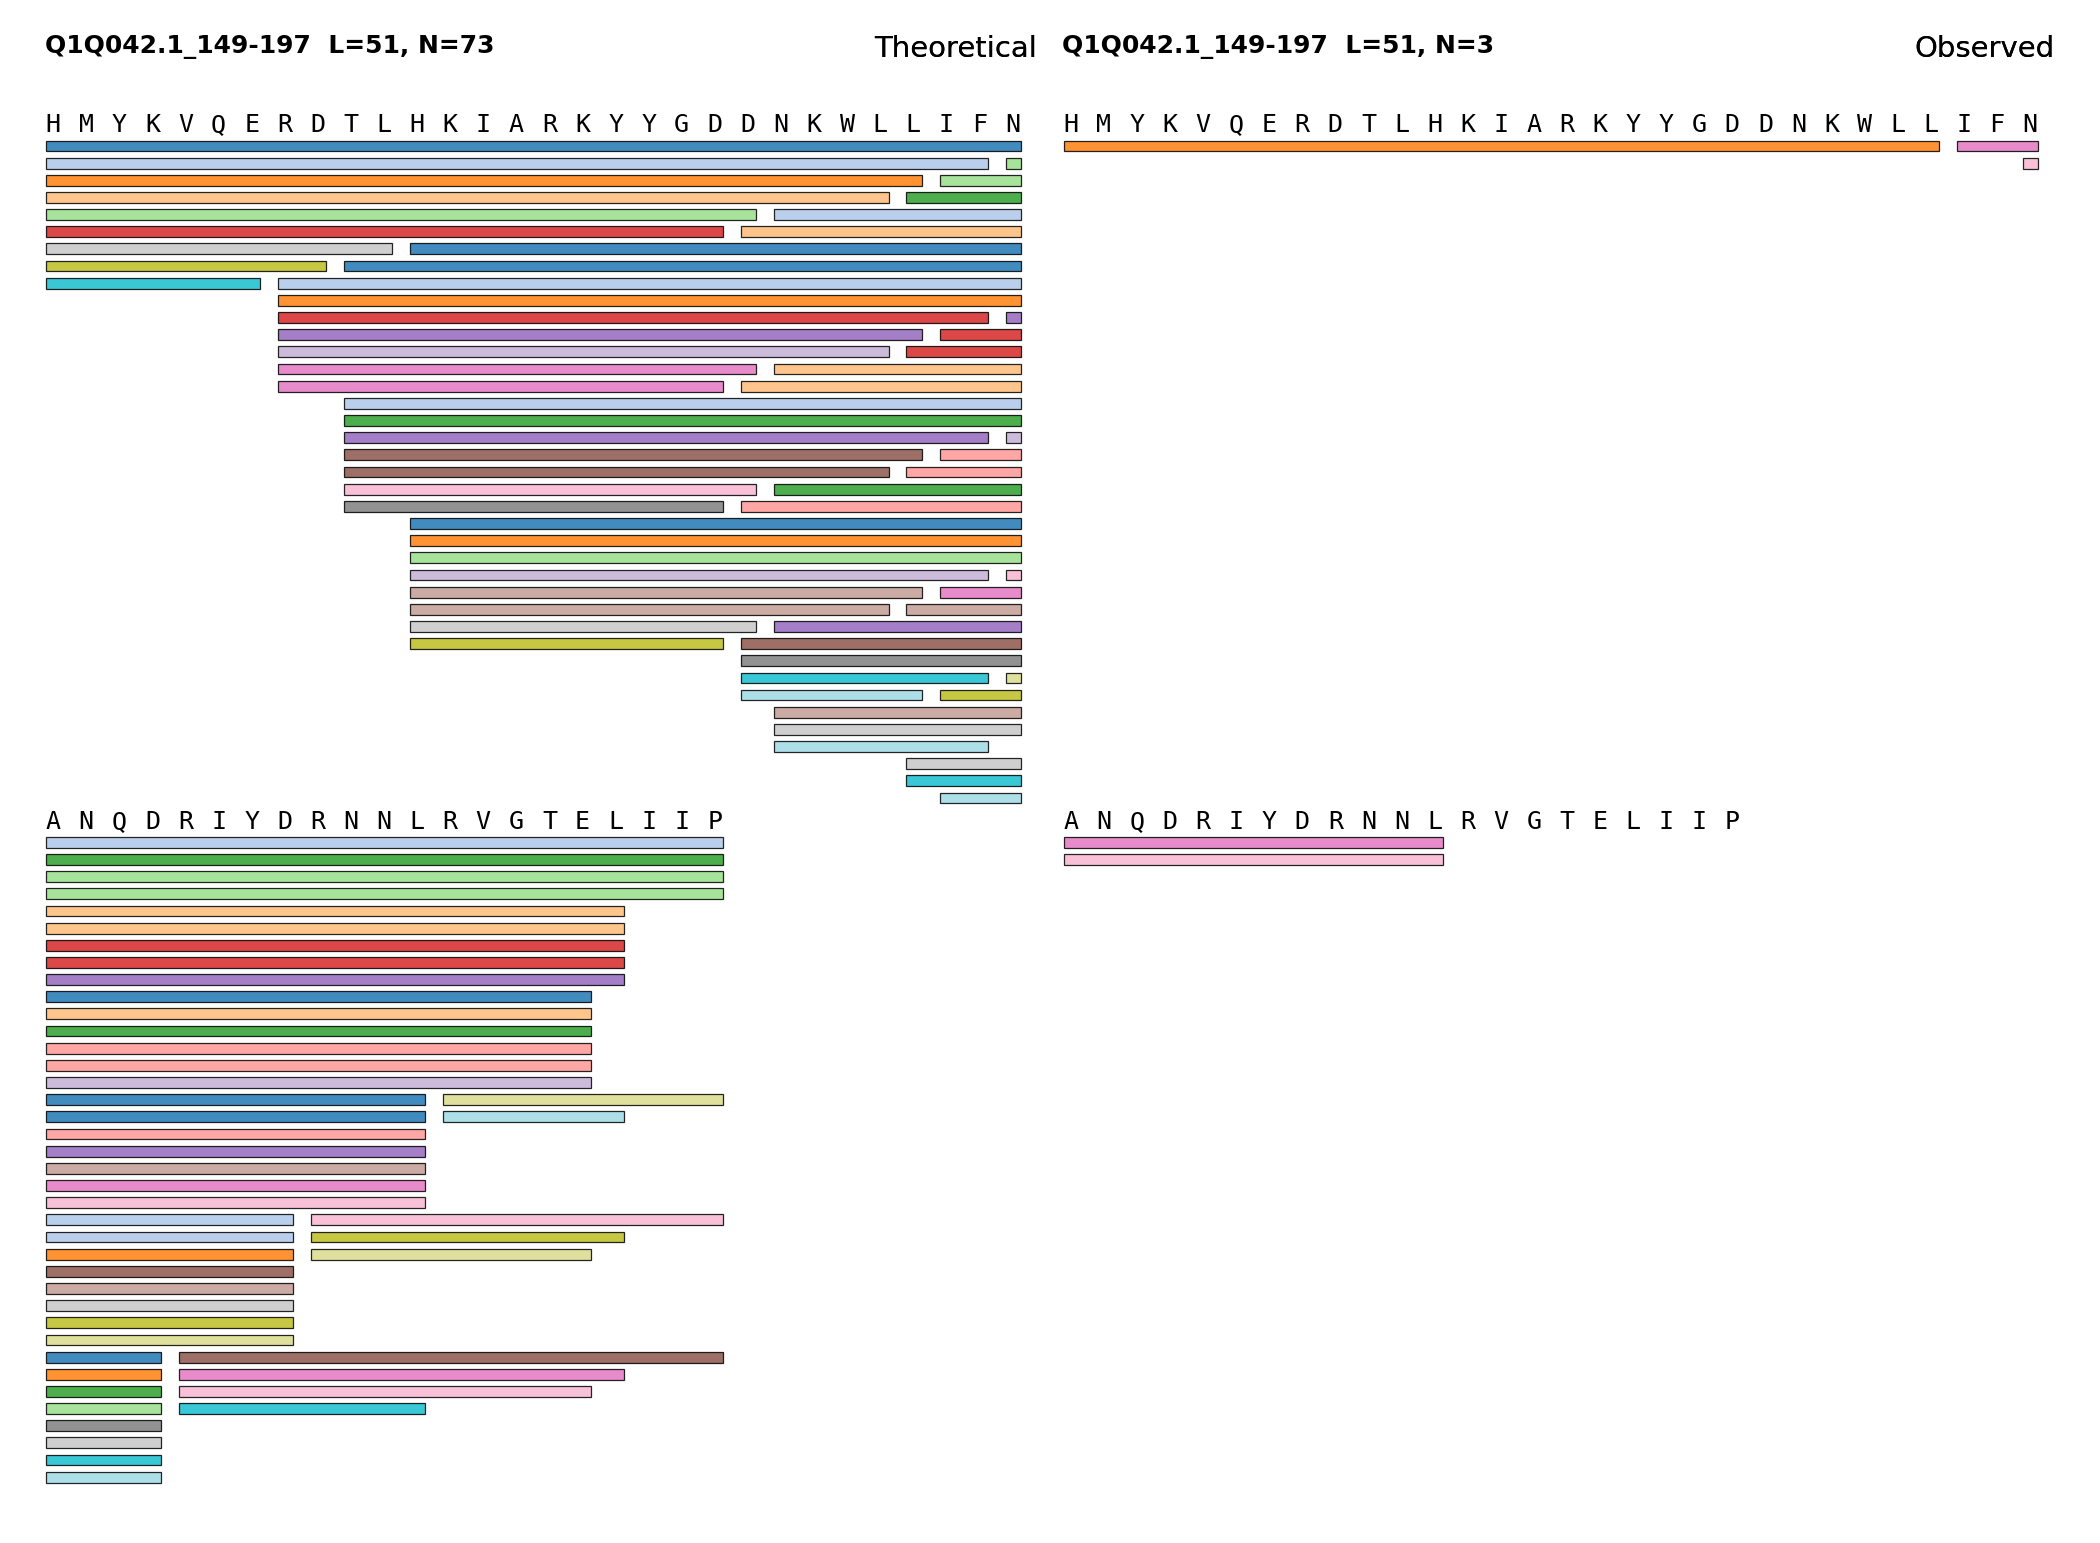 Q1Q042.1_149-197 L=51, N=73 Theoretical
Q1Q042.1_149-197 L=51, N=3 Observed
H M Y K V Q E R D T L H K I A R K Y Y G D D N K W L L I F N
H M Y K V Q E R D T L H K I A R K Y Y G D D N K W L L I F N
A N Q D R I Y D R N N L R V G T E L I I P
A N Q D R I Y D R N N L R V G T E L I I P